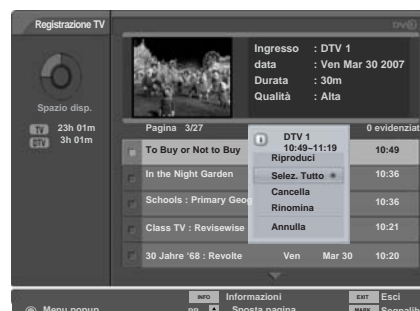 Registrazione TV
DV
Ingresso : DTV 1
data : Ven Mar 30 2007
Durata : 30m
Qualità : Alta
Spazio disp.
TV 23h 01m
DTV 3h 01m
Pagina 3/27
0 evidenziat
DTV 1
10:49~11:19
Riproduci
Selez. Tutto
Cancella
Rinomina
Annulla
To Buy or Not to Buy 10:49
In the Night Garden 10:36
Schools : Primary Geog 10:36
Class TV : Revisewise 10:21
30 Jahre '68 : Revolte Ven Mar 30 10:20
INFO Informazioni EXIT Esci
Menu popup PR Sposta pagina MARK Segnalib